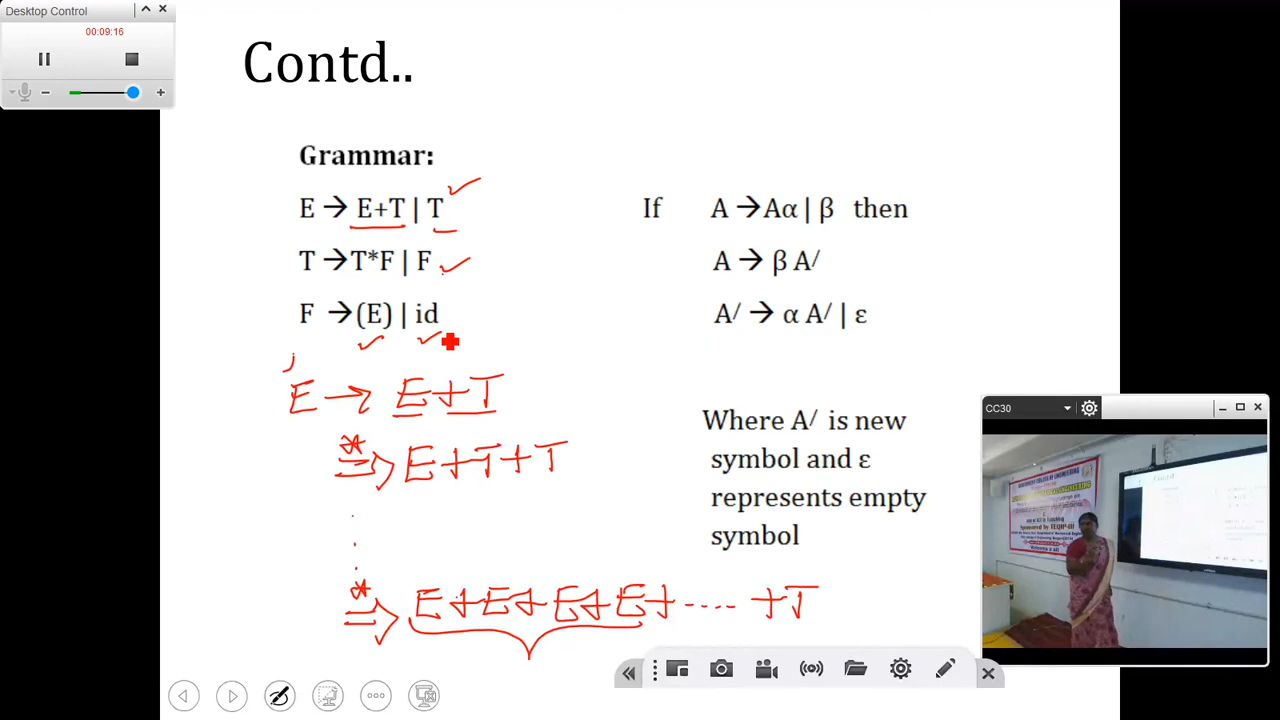 Desktop Control
00:09:16
Contd..
Grammar:
E → E+T | T
T → T*F | F
F → (E) | id
If A → Aα | β then
A → β A/
A/ → α A/ | ε
Where A/ is new
symbol and ε
represents empty
symbol
E → E+T
*⇒ E+T+T
.
.
.
*⇒ E+E+E+E+....+T
CC30